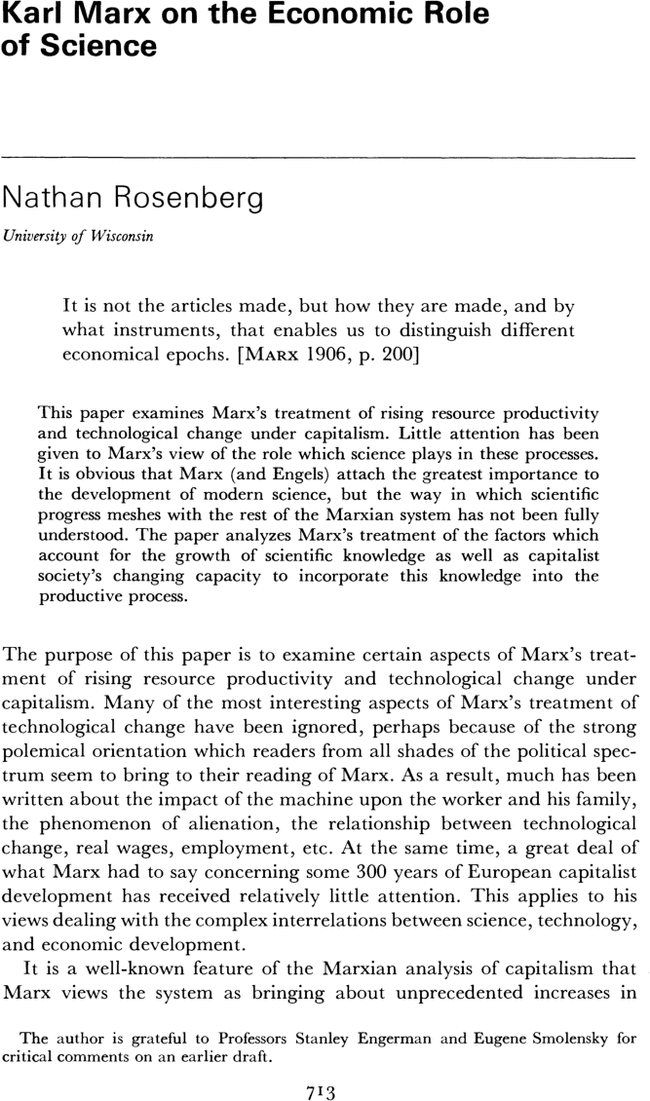 Karl Marx on the Economic Role
of Science
Nathan Rosenberg
University of Wisconsin
It is not the articles made, but how they are made, and by
what instruments, that enables us to distinguish different
economical epochs. [MARX 1906, p. 200]
This paper examines Marx's treatment of rising resource productivity
and technological change under capitalism. Little attention has been
given to Marx's view of the role which science plays in these processes.
It is obvious that Marx (and Engels) attach the greatest importance to
the development of modern science, but the way in which scientific
progress meshes with the rest of the Marxian system has not been fully
understood. The paper analyzes Marx's treatment of the factors which
account for the growth of scientific knowledge as well as capitalist
society's changing capacity to incorporate this knowledge into the
productive process.
The purpose of this paper is to examine certain aspects of Marx's treat-
ment of rising resource productivity and technological change under
capitalism. Many of the most interesting aspects of Marx's treatment of
technological change have been ignored, perhaps because of the strong
polemical orientation which readers from all shades of the political spec-
trum seem to bring to their reading of Marx. As a result, much has been
written about the impact of the machine upon the worker and his family,
the phenomenon of alienation, the relationship between technological
change, real wages, employment, etc. At the same time, a great deal of
what Marx had to say concerning some 300 years of European capitalist
development has received relatively little attention. This applies to his
views dealing with the complex interrelations between science, technology,
and economic development.
It is a well-known feature of the Marxian analysis of capitalism that
Marx views the system as bringing about unprecedented increases in
The author is grateful to Professors Stanley Engerman and Eugene Smolensky for
critical comments on an earlier draft.
713